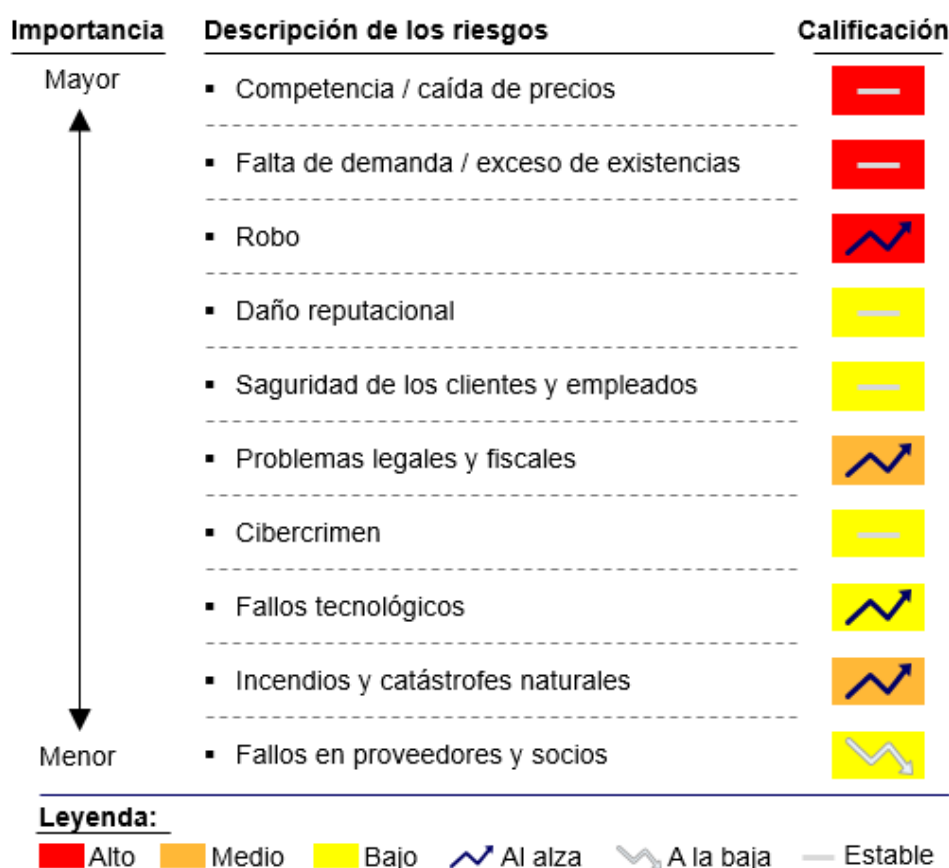 Importancia Descripción de los riesgos Calificación
Mayor
▪ Competencia / caída de precios
▪ Falta de demanda / exceso de existencias
▪ Robo
▪ Daño reputacional
▪ Saguridad de los clientes y empleados
▪ Problemas legales y fiscales
▪ Cibercrimen
▪ Fallos tecnológicos
▪ Incendios y catástrofes naturales
Menor ▪ Fallos en proveedores y socios
Leyenda:
Alto Medio Bajo Al alza A la baja Estable